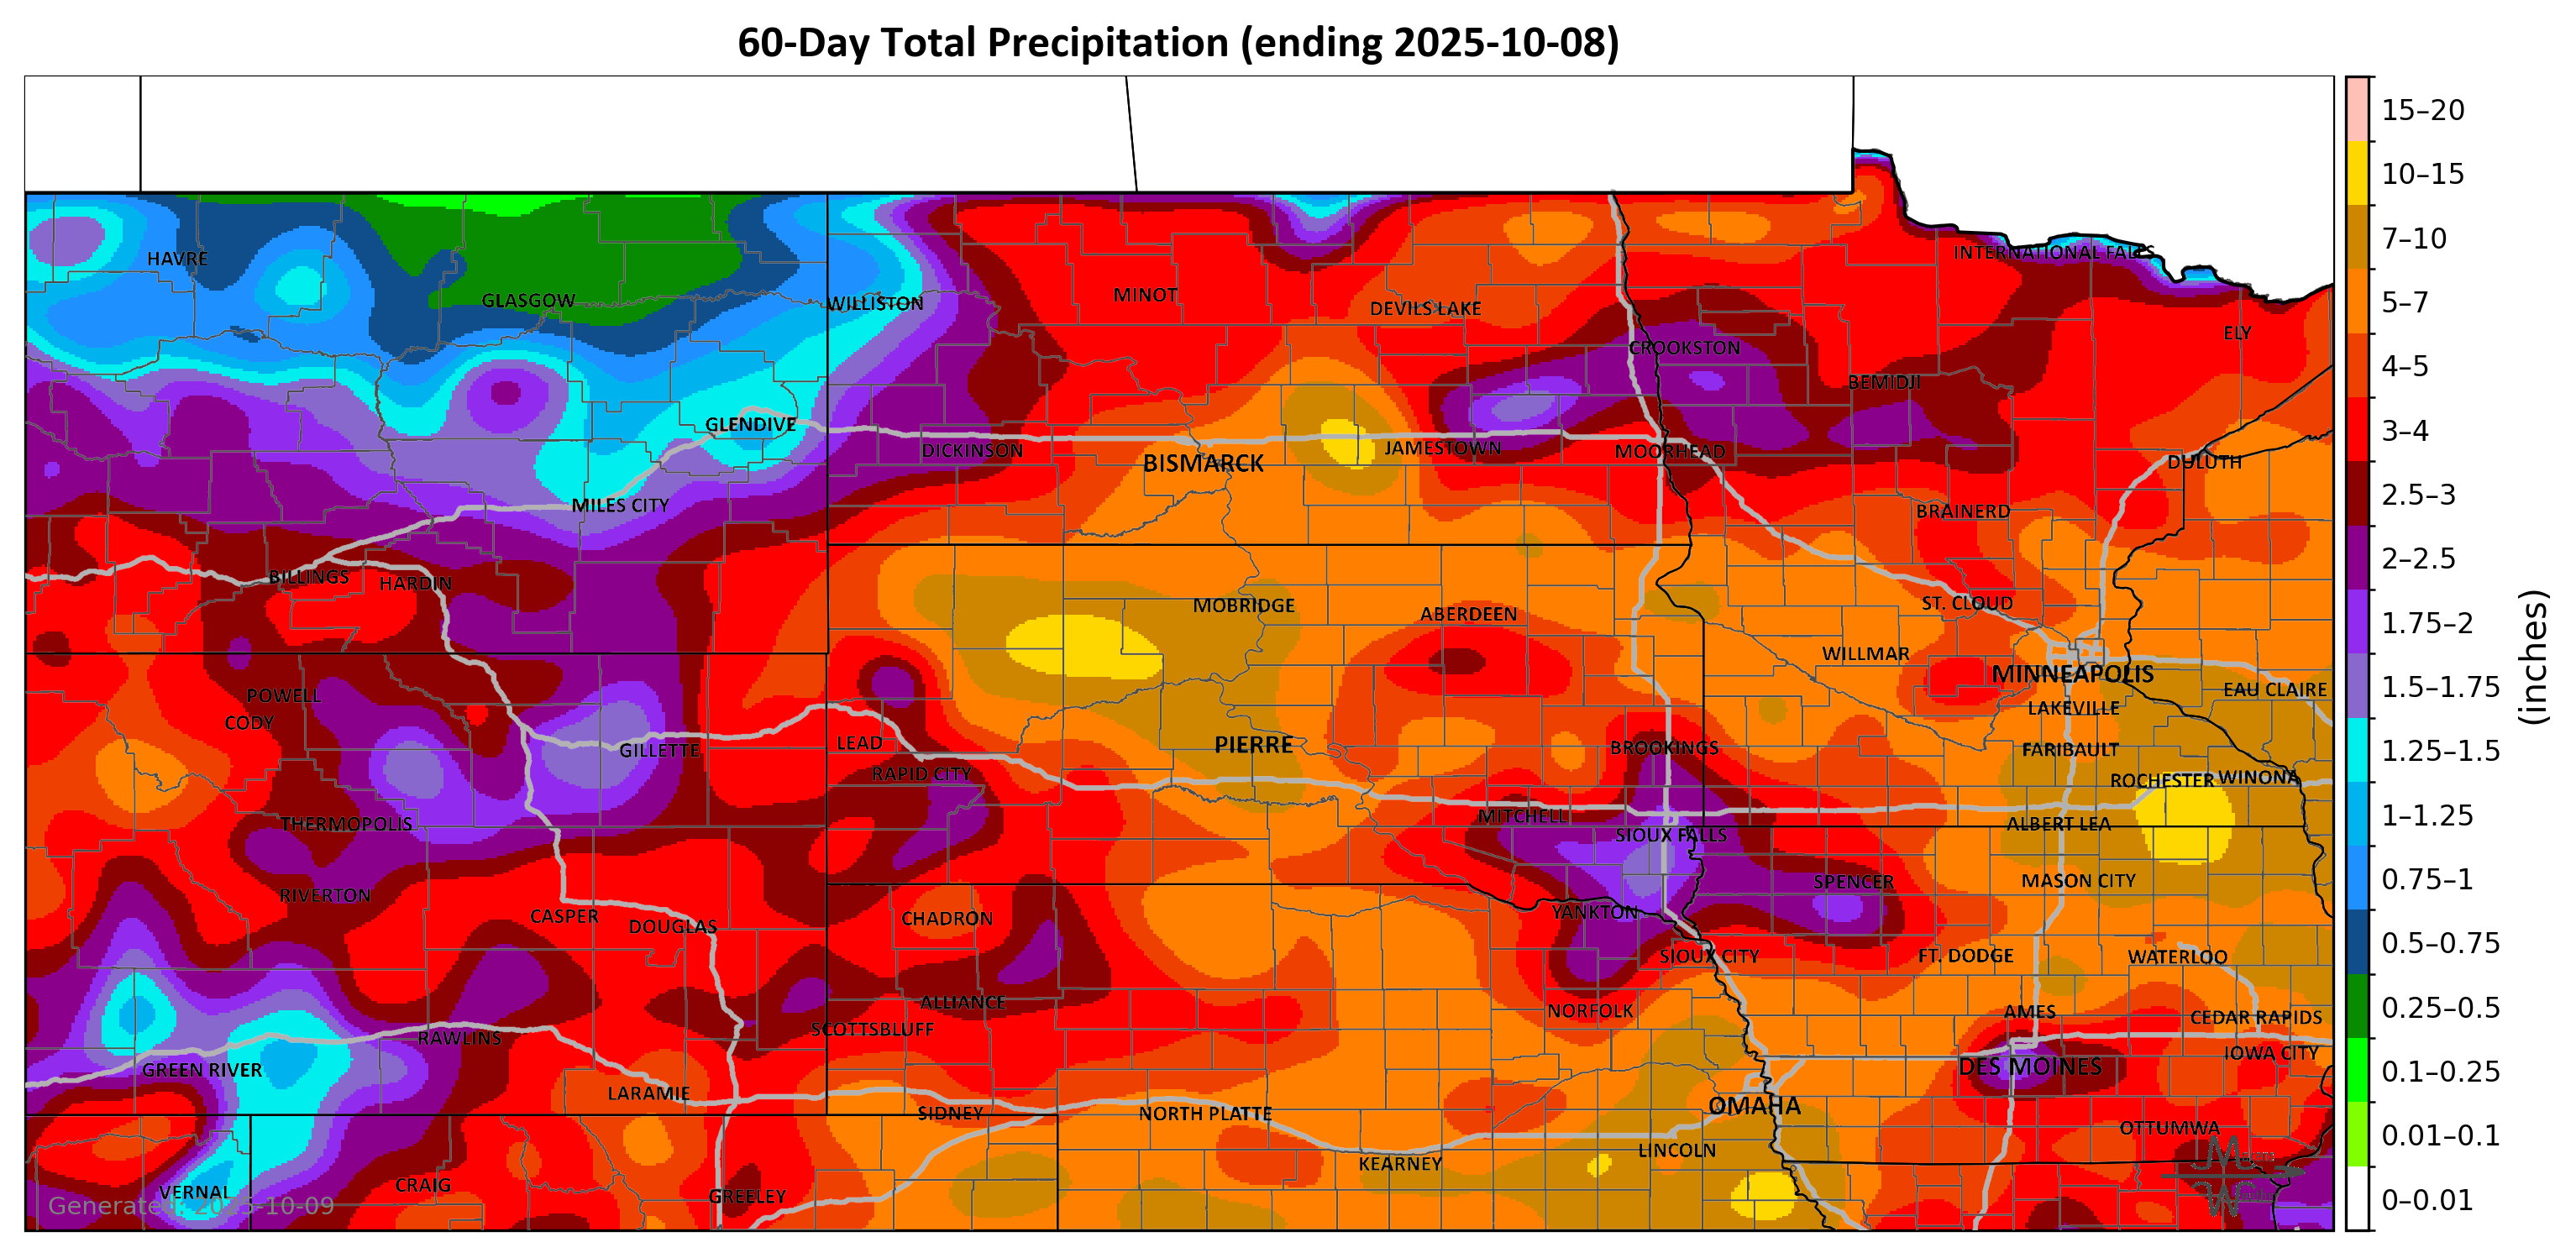 60-Day Total Precipitation (ending 2025-10-08)
15–20
10–15
7–10
5–7
4–5
3–4
2.5–3
2–2.5
1.75–2
1.5–1.75
1.25–1.5
1–1.25
0.75–1
0.5–0.75
0.25–0.5
0.1–0.25
0.01–0.1
0–0.01
(inches)
INTERNATIONAL FALLS
HAVRE
GLASGOW
WILLISTON
MINOT
DEVILS LAKE
ELY
CROOKSTON
BEMIDJI
GLENDIVE
DICKINSON
BISMARCK
JAMESTOWN
MOORHEAD
DULUTH
MILES CITY
BRAINERD
BILLINGS
HARDIN
MOBRIDGE
ABERDEEN
ST. CLOUD
WILLMAR
MINNEAPOLIS
POWELL
EAU CLAIRE
CODY
LAKEVILLE
GILLETTE
LEAD
PIERRE
BROOKINGS
FARIBAULT
RAPID CITY
ROCHESTER
WINONA
THERMOPOLIS
MITCHELL
SIOUX FALLS
ALBERT LEA
RIVERTON
SPENCER
MASON CITY
CASPER
DOUGLAS
CHADRON
YANKTON
SIOUX CITY
FT. DODGE
WATERLOO
ALLIANCE
NORFOLK
AMES
CEDAR RAPIDS
SCOTTSBLUFF
RAWLINS
IOWA CITY
GREEN RIVER
DES MOINES
LARAMIE
SIDNEY
NORTH PLATTE
OMAHA
OTTUMWA
LINCOLN
KEARNEY
VERNAL
CRAIG
GREELEY
Generated: 2025-10-09